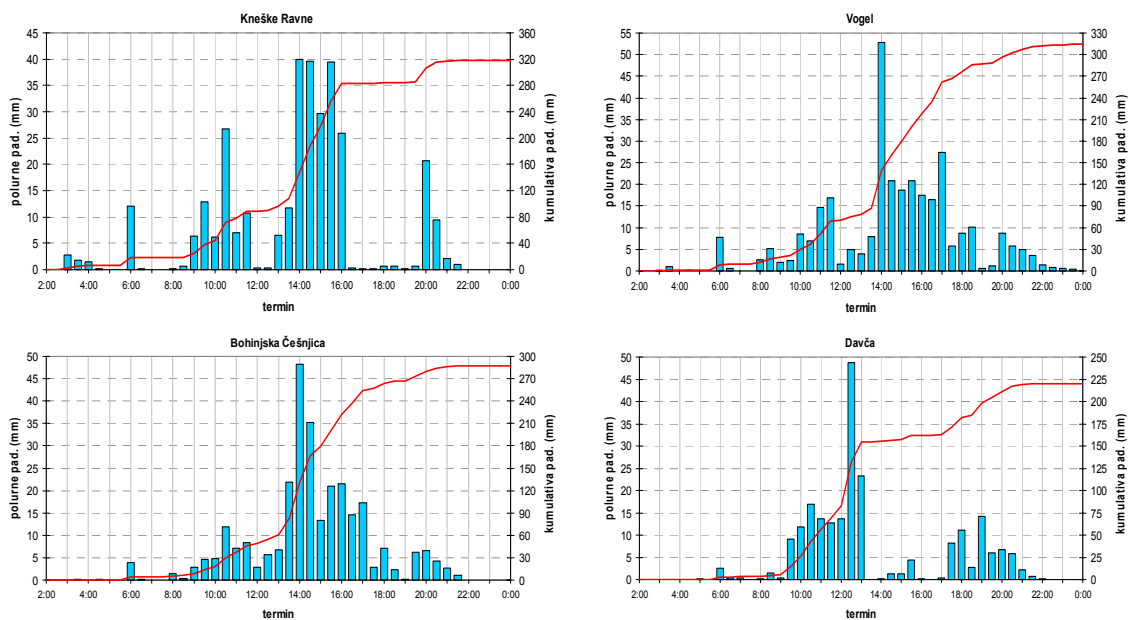 Kneške Ravne
45 40 35 30 25 20 15 10 5 0
polurne pad. (mm)
360 320 280 240 200 160 120 80 40 0
kumulativa pad. (mm)
2:00 4:00 6:00 8:00 10:00 12:00 14:00 16:00 18:00 20:00 22:00 0:00
termin
Vogel
55 50 45 40 35 30 25 20 15 10 5 0
polurne pad. (mm)
330 300 270 240 210 180 150 120 90 60 30 0
kumulativa pad. (mm)
2:00 4:00 6:00 8:00 10:00 12:00 14:00 16:00 18:00 20:00 22:00 0:00
termin
Bohinjska Češnjica
50 45 40 35 30 25 20 15 10 5 0
polurne pad. (mm)
300 270 240 210 180 150 120 90 60 30 0
kumulativa pad. (mm)
2:00 4:00 6:00 8:00 10:00 12:00 14:00 16:00 18:00 20:00 22:00 0:00
termin
Davča
50 45 40 35 30 25 20 15 10 5 0
polurne pad. (mm)
250 225 200 175 150 125 100 75 50 25 0
kumulativa pad. (mm)
2:00 4:00 6:00 8:00 10:00 12:00 14:00 16:00 18:00 20:00 22:00 0:00
termin